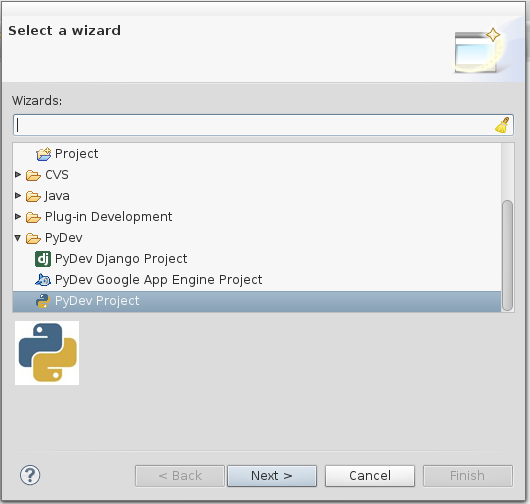 Select a wizard
Wizards:
Project
CVS
Java
Plug-in Development
PyDev
dj PyDev Django Project
PyDev Google App Engine Project
PyDev Project
? < Back Next > Cancel Finish